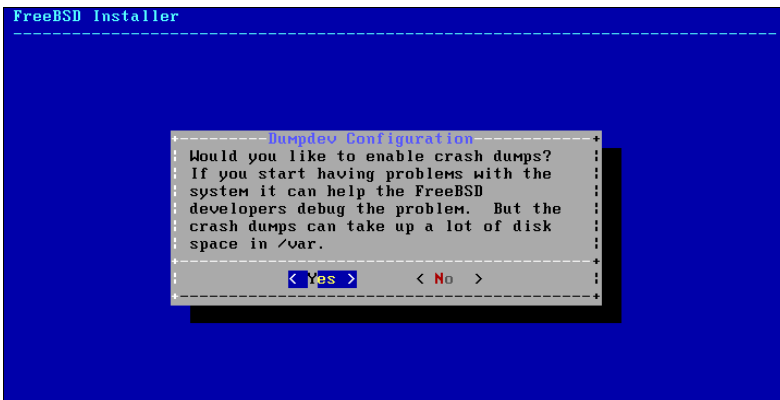 FreeBSD Installer
Dumpdev Configuration
Would you like to enable crash dumps?
If you start having problems with the
system it can help the FreeBSD
developers debug the problem.  But the
crash dumps can take up a lot of disk
space in /var.
< Yes >  < No  >